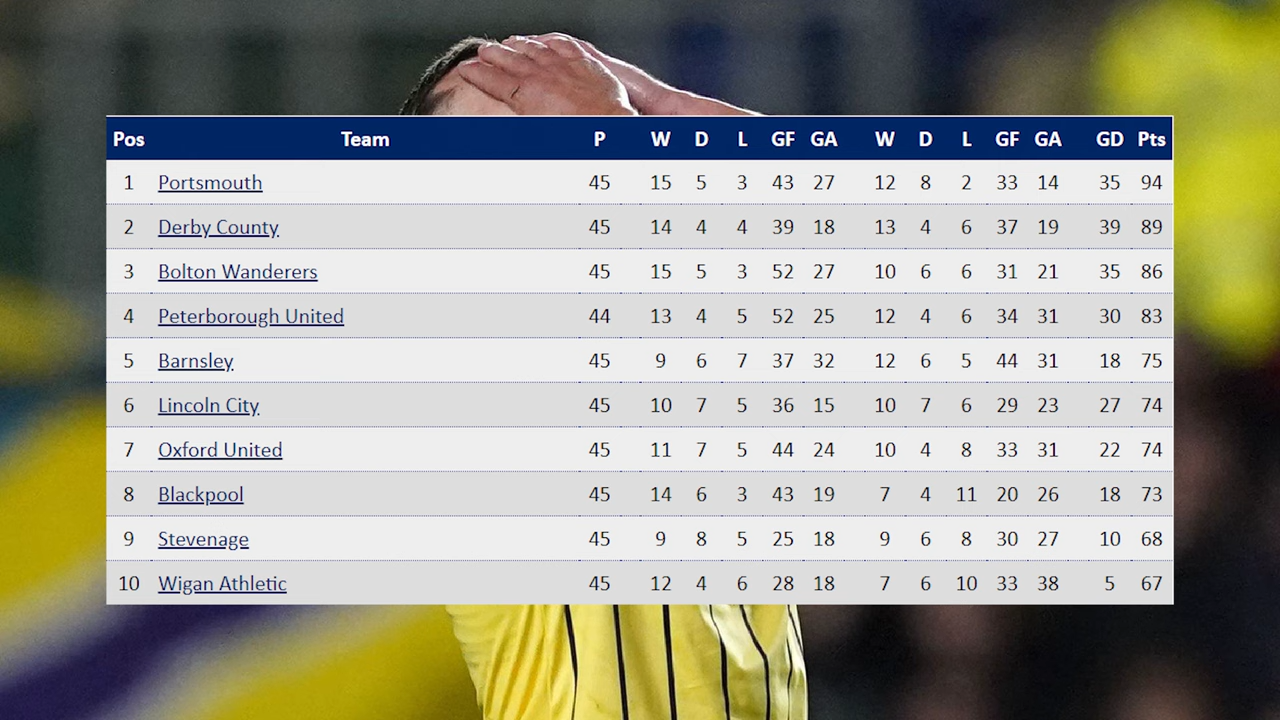 Pos Team P W D L GF GA W D L GF GA GD Pts
1 Portsmouth 45 15 5 3 43 27 12 8 2 33 14 35 94
2 Derby County 45 14 4 4 39 18 13 4 6 37 19 39 89
3 Bolton Wanderers 45 15 5 3 52 27 10 6 6 31 21 35 86
4 Peterborough United 44 13 4 5 52 25 12 4 6 34 31 30 83
5 Barnsley 45 9 6 7 37 32 12 6 5 44 31 18 75
6 Lincoln City 45 10 7 5 36 15 10 7 6 29 23 27 74
7 Oxford United 45 11 7 5 44 24 10 4 8 33 31 22 74
8 Blackpool 45 14 6 3 43 19 7 4 11 20 26 18 73
9 Stevenage 45 9 8 5 25 18 9 6 8 30 27 10 68
10 Wigan Athletic 45 12 4 6 28 18 7 6 10 33 38 5 67